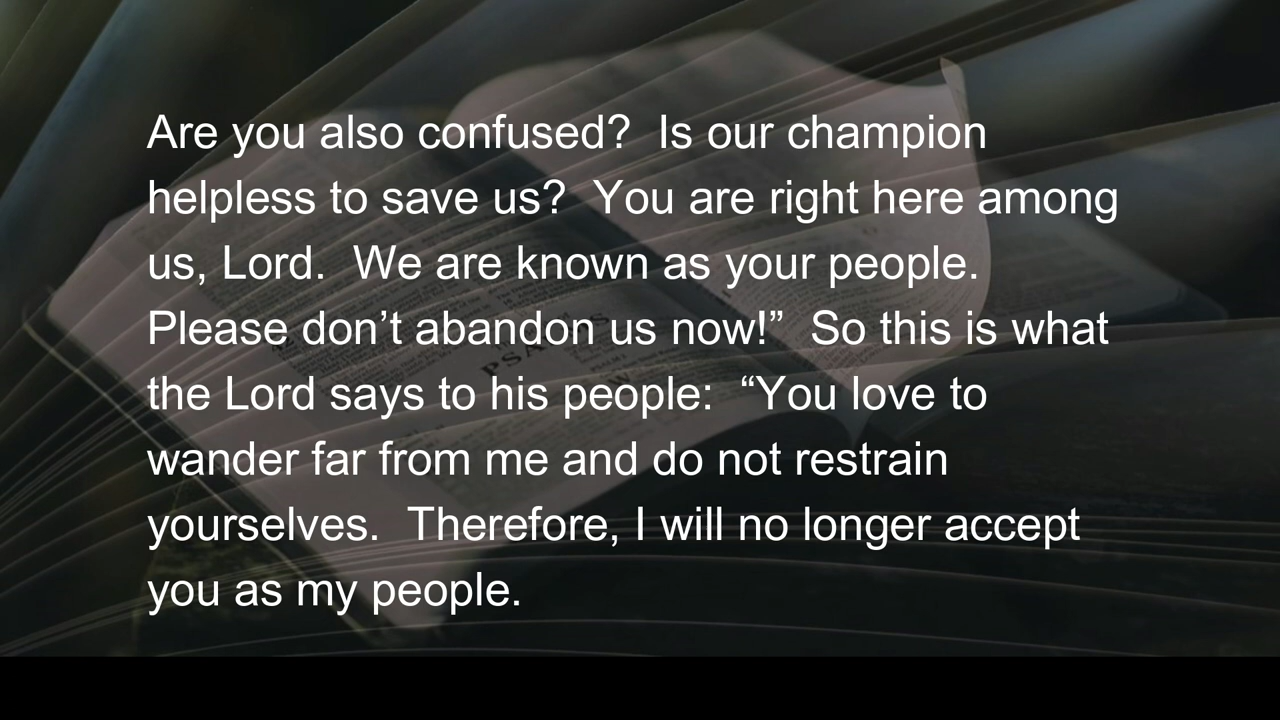 Are you also confused?  Is our champion
helpless to save us?  You are right here among
us, Lord.  We are known as your people.
Please don’t abandon us now!”  So this is what
the Lord says to his people:  “You love to
wander far from me and do not restrain
yourselves.  Therefore, I will no longer accept
you as my people.